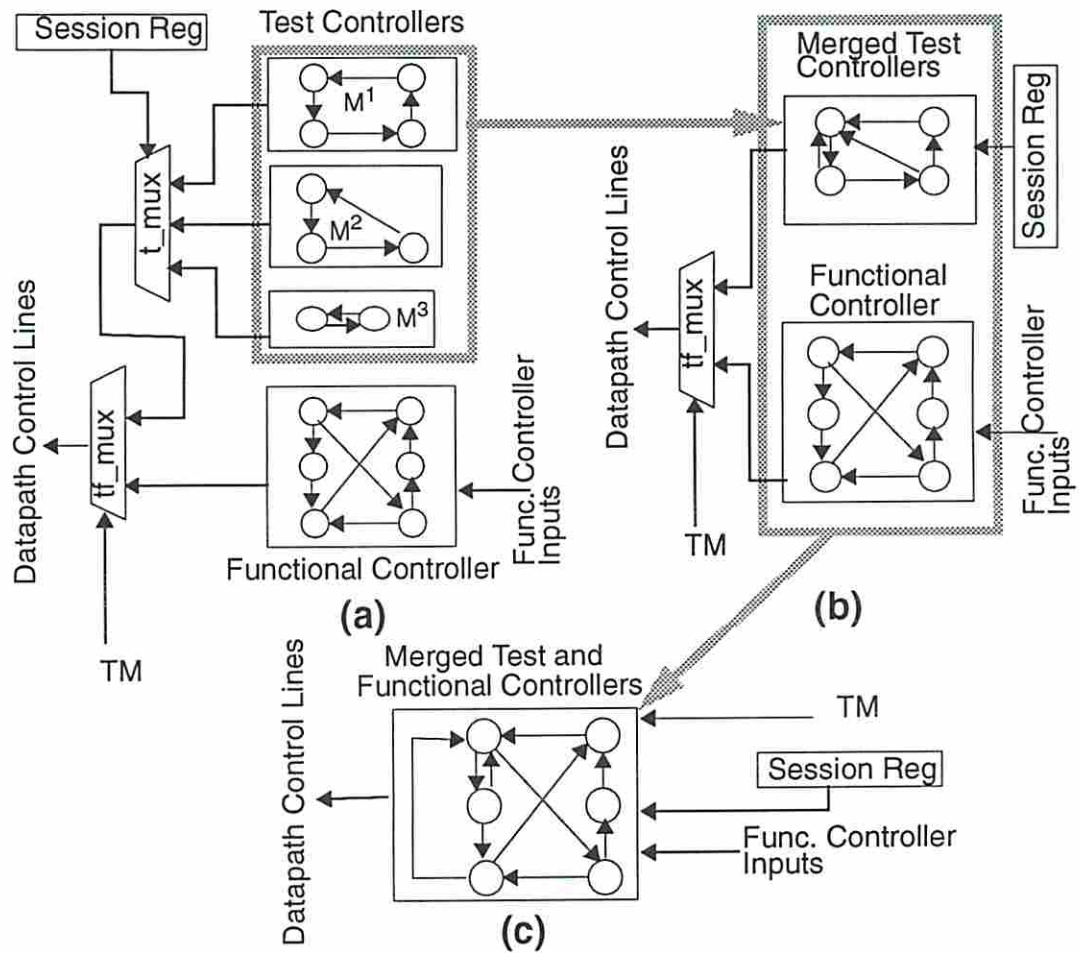 Session Reg
Test Controllers
M1
M2
M3
t_mux
tf_mux
Datapath Control Lines
TM
Functional Controller
Func. Controller
Inputs
(a)
Merged Test
Controllers
Session Reg
Datapath Control Lines
tf_mux
Functional
Controller
Func. Controller
Inputs
TM
(b)
Merged Test and
Functional Controllers
Datapath Control Lines
TM
Session Reg
Func. Controller
Inputs
(c)